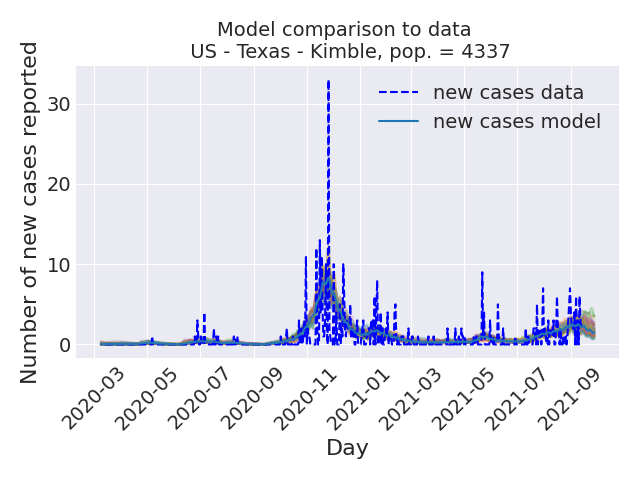 Model comparison to data
US - Texas - Kimble, pop. = 4337
Number of new cases reported
30
20
10
0
new cases data
new cases model
2020-03
2020-05
2020-07
2020-09
2020-11
2021-01
2021-03
2021-05
2021-07
2021-09
Day